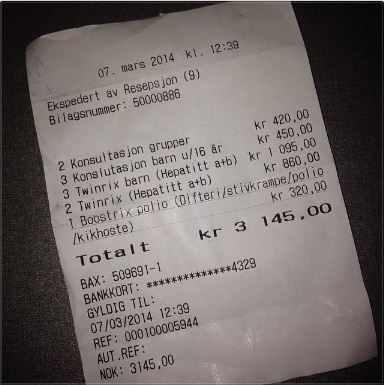 07. mars 2014 kl. 12:39
Ekspedert av Resepsjon (9)
Bilagsnummer: 50000886
2 Konsultasjon grupper kr 420,00
3 Konslutasjon barn u/16 år kr 450,00
3 Twinrix barn (Hepatitt a+b) kr 1 095,00
2 Twinrix (Hepatitt a+b) kr 860,00
1 Boostrix polio (Difteri/stivkrampe/polio
/kikhoste) kr 320,00
Totalt kr 3 145,00
BAX: 509691-1
BANKKORT: **************4329
GYLDIG TIL:
07/03/2014 12:39
REF: 000100005944
AUT.REF:
NOK: 3145,00